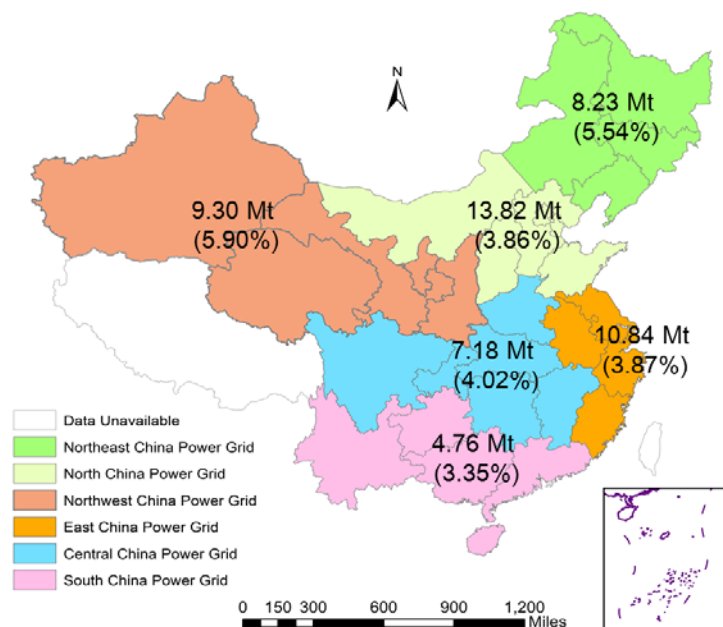 N
8.23 Mt
(5.54%)
9.30 Mt
(5.90%)
13.82 Mt
(3.86%)
10.84 Mt
(3.87%)
7.18 Mt
(4.02%)
4.76 Mt
(3.35%)
Data Unavailable
Northeast China Power Grid
North China Power Grid
Northwest China Power Grid
East China Power Grid
Central China Power Grid
South China Power Grid
0 150 300 600 900 1,200
Miles